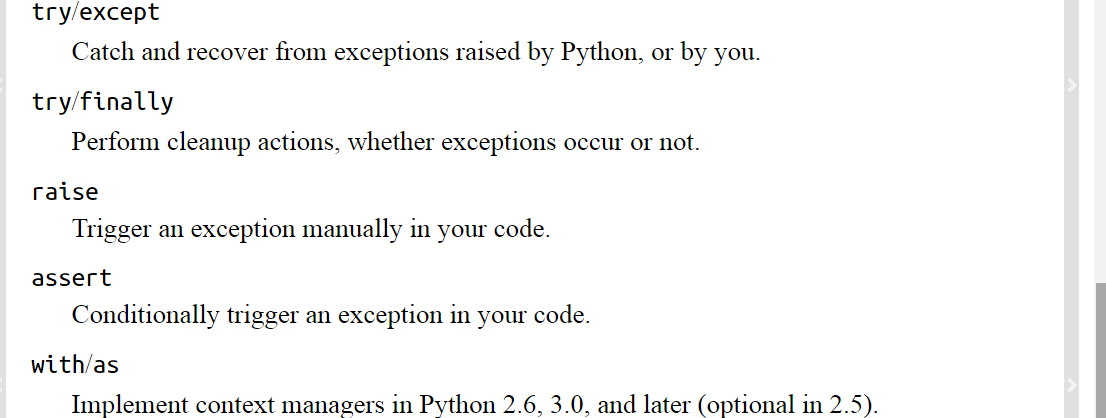 try/except
Catch and recover from exceptions raised by Python, or by you.
try/finally
Perform cleanup actions, whether exceptions occur or not.
raise
Trigger an exception manually in your code.
assert
Conditionally trigger an exception in your code.
with/as
Implement context managers in Python 2.6, 3.0, and later (optional in 2.5).